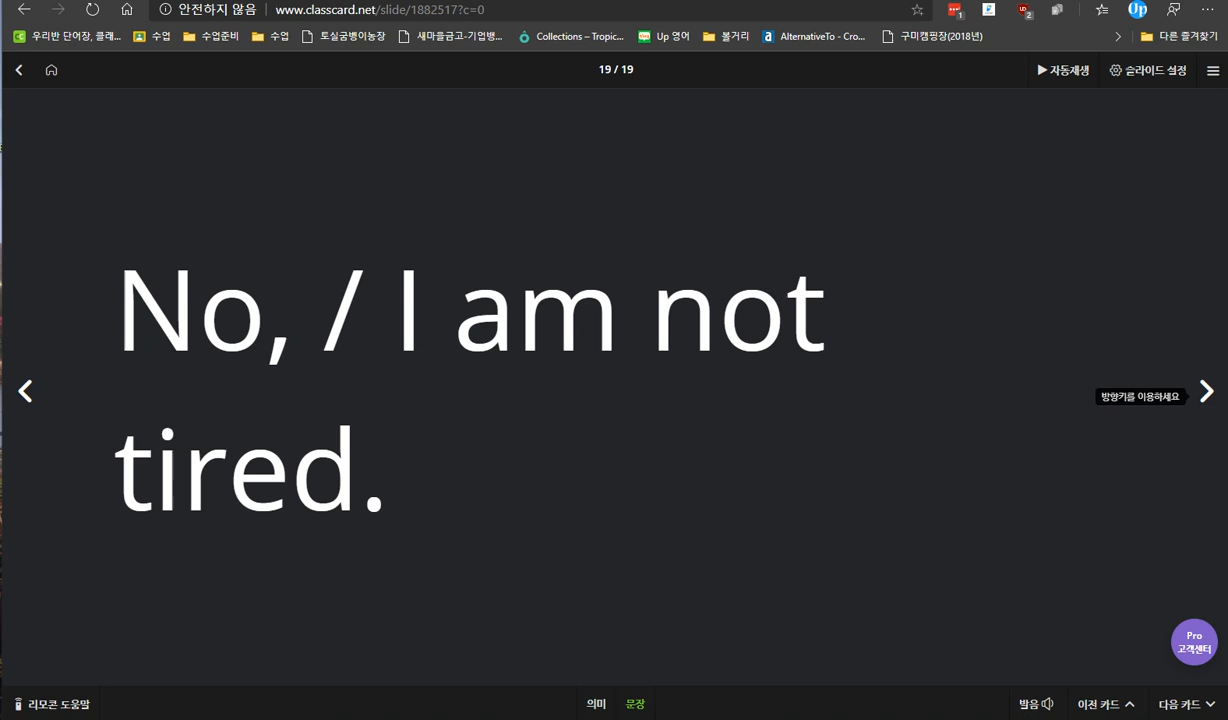 안전하지 않음 www.classcard.net/slide/1882517?c=0
1
2
Up
우리반 단어장, 클래... 수업 수업준비 수업 토실굼벵이농장 새마을금고-기업뱅... Collections – Tropic... Up 영어 볼거리 a AlternativeTo - Cro... 구미캠핑장(2018년) 다른 즐겨찾기
19 / 19
자동재생 슬라이드 설정
No, / I am not
tired.
방향키를 이용하세요
Pro
고객센터
리모콘 도움말 의미 문장 발음 이전 카드 다음 카드